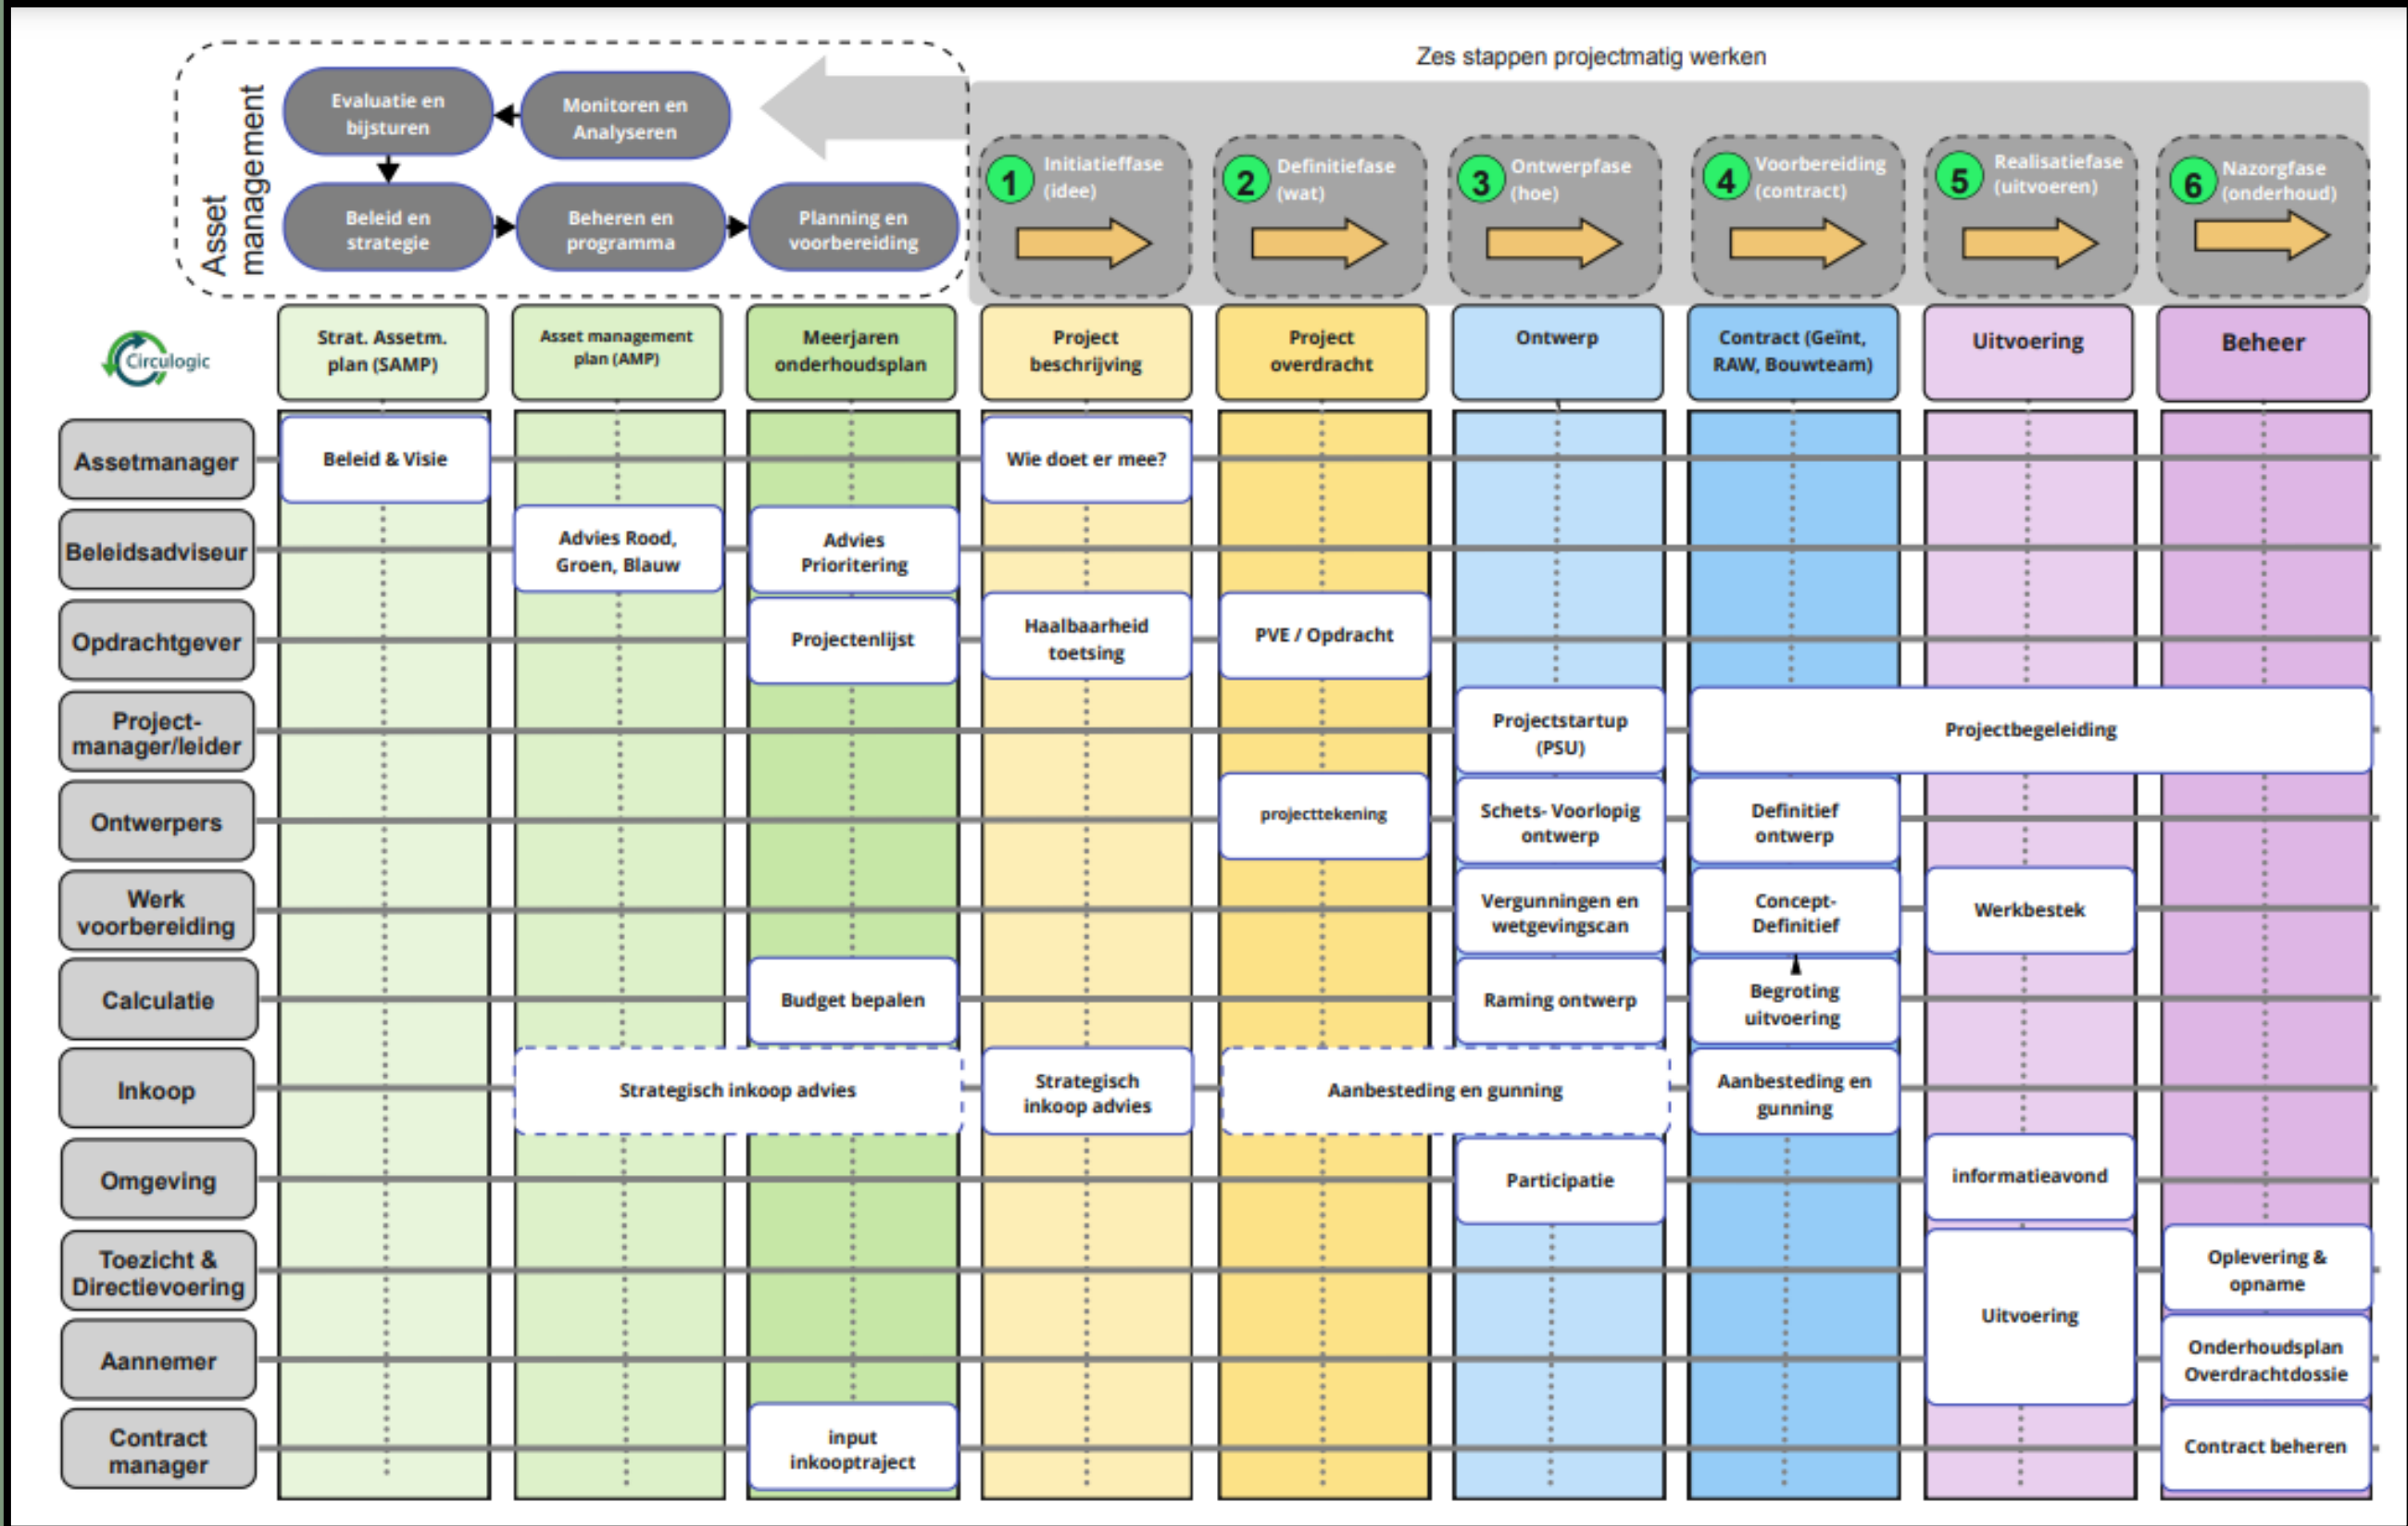 Zes stappen projectmatig werken
Asset
management
Evaluatie en
bijsturen
Monitoren en
Analyseren
Beleid en
strategie
Beheren en
programma
Planning en
voorbereiding
1
Initiatieffase
(idee)
2
Definitiefase
(wat)
3
Ontwerpfase
(hoe)
4
Voorbereiding
(contract)
5
Realisatiefase
(uitvoeren)
6
Nazorgfase
(onderhoud)
Circulogic
Strat. Assetm.
plan (SAMP)
Asset management
plan (AMP)
Meerjaren
onderhoudsplan
Project
beschrijving
Project
overdracht
Ontwerp
Contract (Geïnt,
RAW, Bouwteam)
Uitvoering
Beheer
Assetmanager
Beleid & Visie
Wie doet er mee?
Beleidsadviseur
Advies Rood,
Groen, Blauw
Advies
Prioritering
Opdrachtgever
Projectenlijst
Haalbaarheid
toetsing
PVE / Opdracht
Project-
manager/leider
Projectstartup
(PSU)
Projectbegeleiding
Ontwerpers
projecttekening
Schets- Voorlopig
ontwerp
Definitief
ontwerp
Werk
voorbereiding
Vergunningen en
wetgevingscan
Concept-
Definitief
Werkbestek
Calculatie
Budget bepalen
Raming ontwerp
Begroting
uitvoering
Inkoop
Strategisch inkoop advies
Strategisch
inkoop advies
Aanbesteding en gunning
Aanbesteding en
gunning
Omgeving
Participatie
informatieavond
Toezicht &
Directievoering
Uitvoering
Oplevering &
opname
Aannemer
Onderhoudsplan
Overdrachtdossie
Contract
manager
input
inkooptraject
Contract beheren